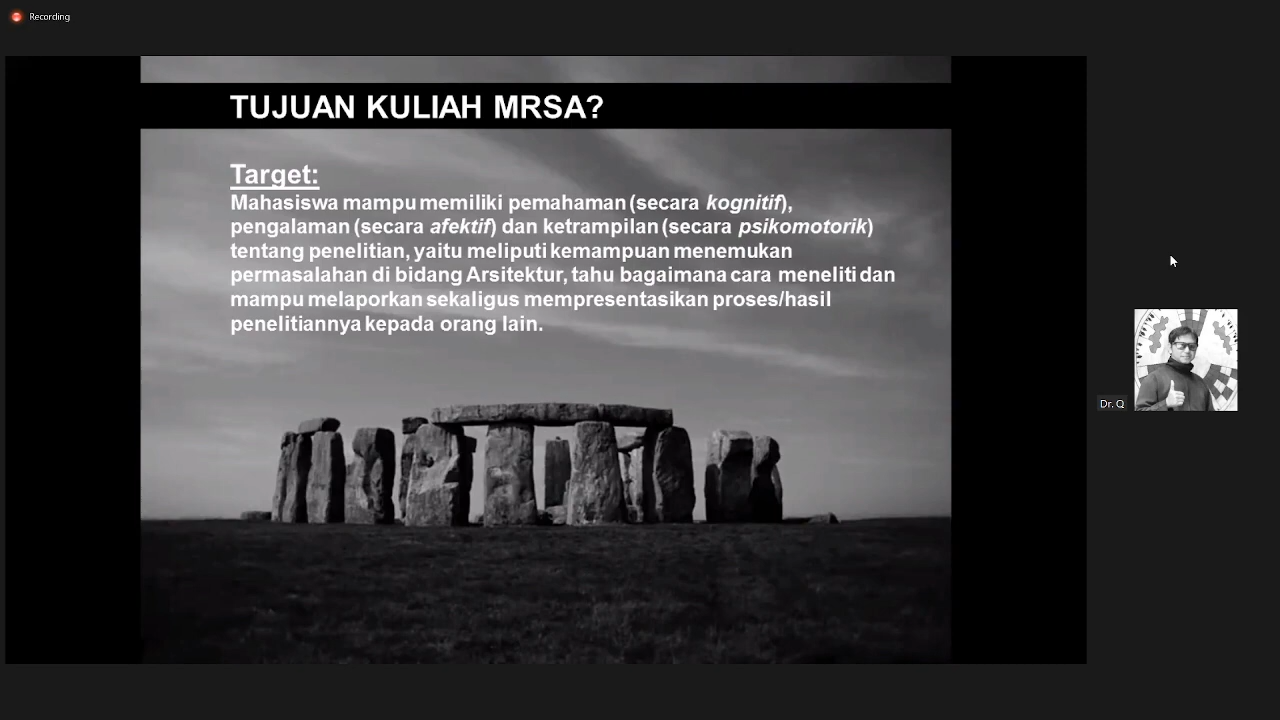 Recording
TUJUAN KULIAH MRSA?
Target:
Mahasiswa mampu memiliki pemahaman (secara kognitif),
pengalaman (secara afektif) dan ketrampilan (secara psikomotorik)
tentang penelitian, yaitu meliputi kemampuan menemukan
permasalahan di bidang Arsitektur, tahu bagaimana cara meneliti dan
mampu melaporkan sekaligus mempresentasikan proses/hasil
penelitiannya kepada orang lain.
Dr. Q